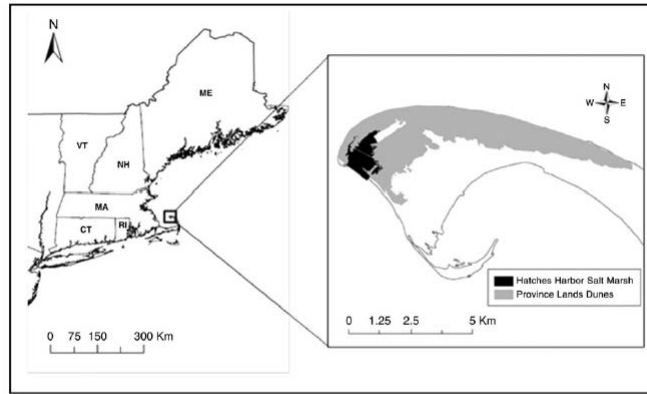 N
ME
VT
NH
MA
CT
RI
0 75 150 300 Km
N
W E
S
Hatches Harbor Salt Marsh
Province Lands Dunes
0 1.25 2.5 5 Km